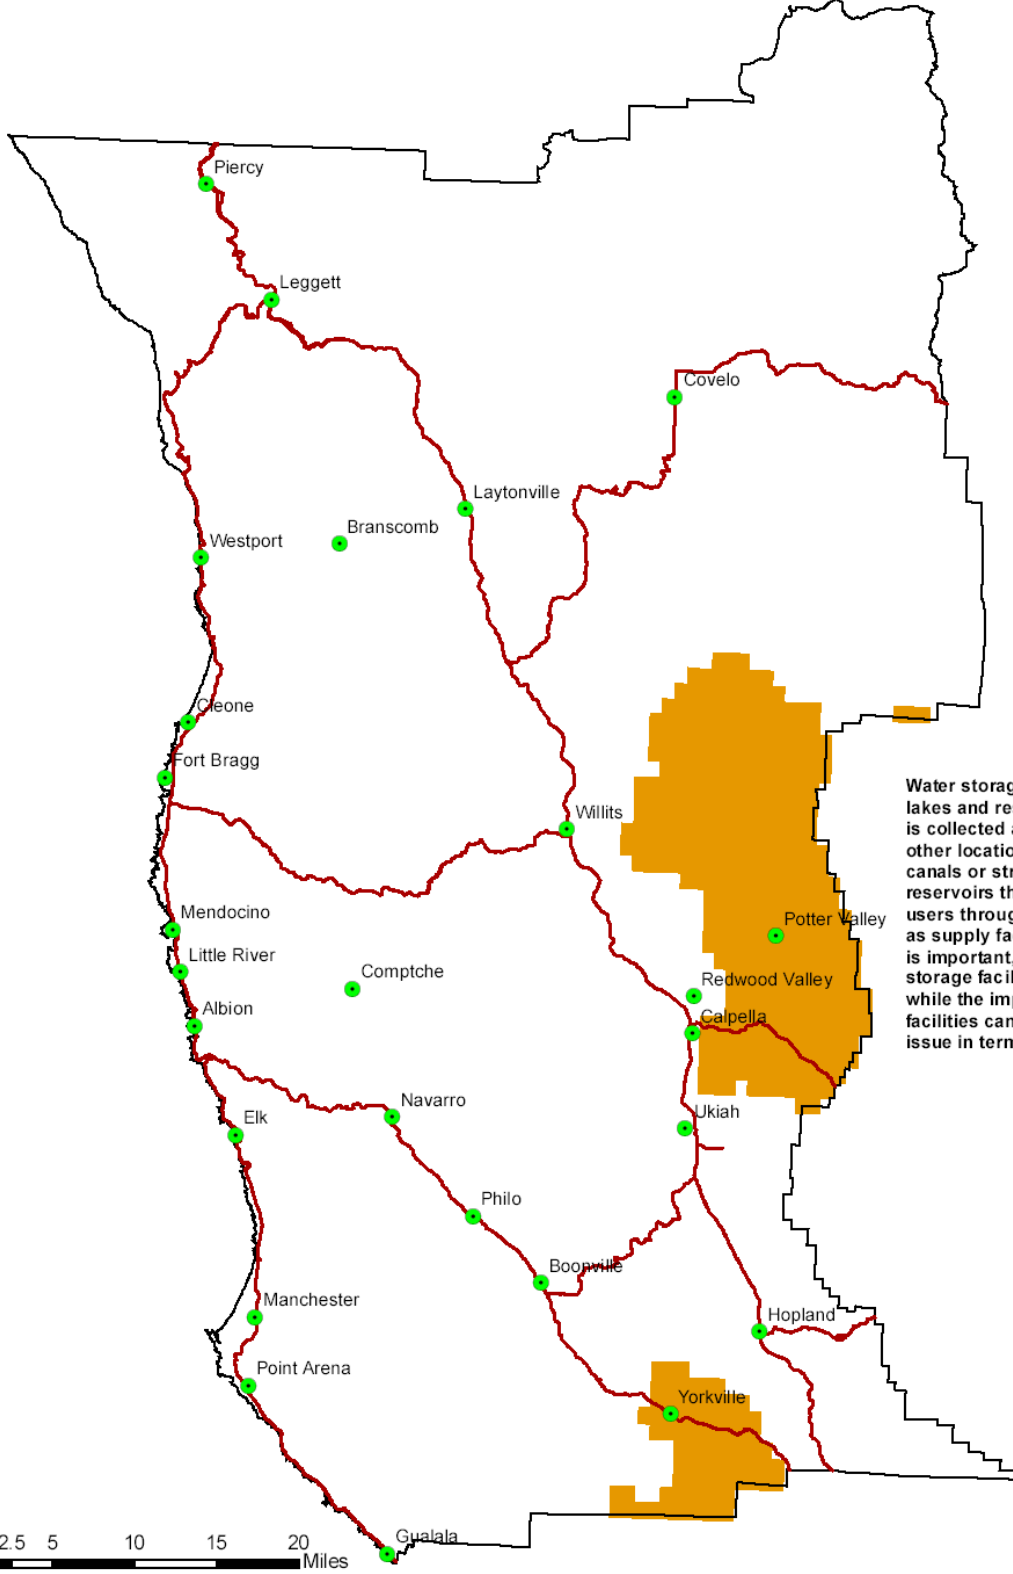 Piercy
Leggett
Covelo
Laytonville
Branscomb
Westport
Cleone
Fort Bragg
Willits
Water storag
lakes and res
is collected a
other locatio
canals or str
reservoirs th
users throug
as supply fa
is important,
storage facil
while the imp
facilities can
issue in term
Mendocino
Potter Valley
Little River
Comptche
Redwood Valley
Albion
Calpella
Navarro
Ukiah
Elk
Philo
Boonville
Manchester
Hopland
Point Arena
Yorkville
Gualala
2.5 5 10 15 20
Miles